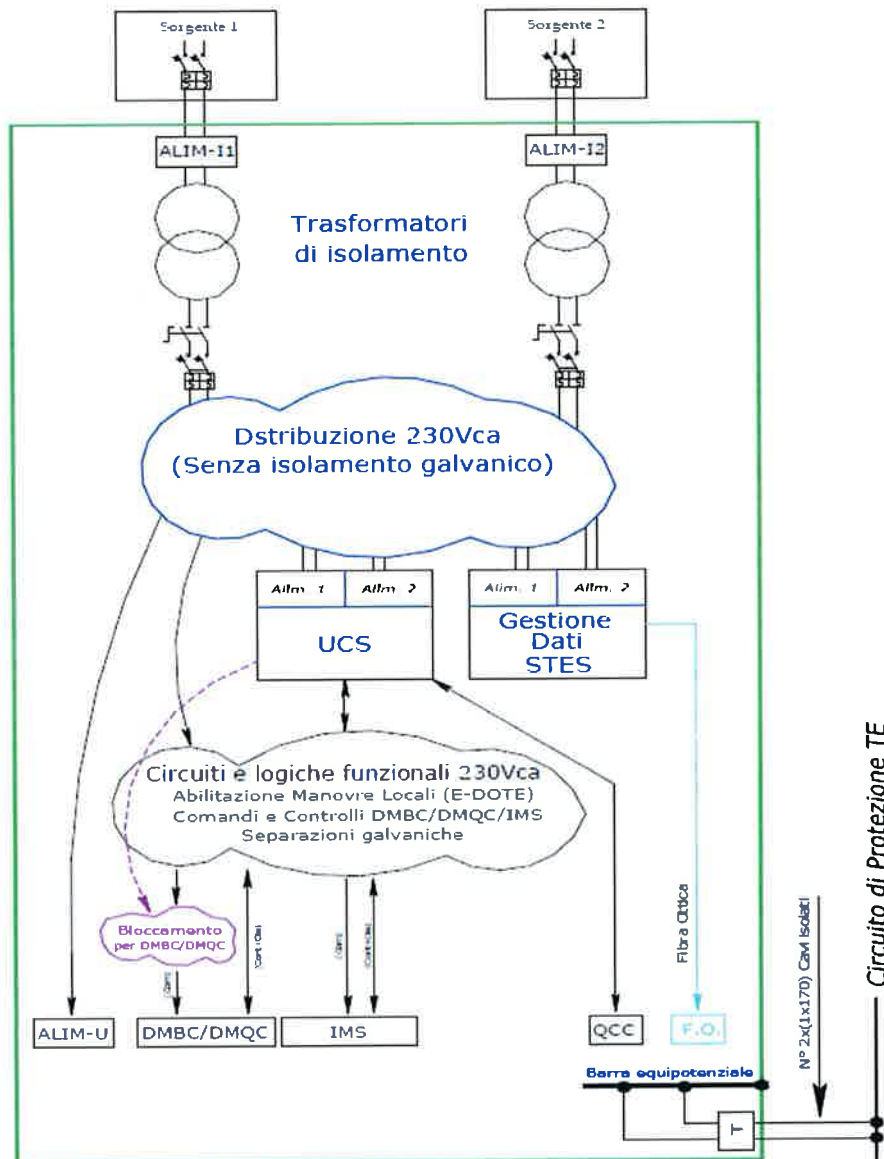 Sorgente 1
Sorgente 2
ALIM-I1
ALIM-I2
Trasformatori
di isolamento
Dstribuzione 230Vca
(Senza isolamento galvanico)
Alim. 1
Alim. 2
Alim. 1
Alim. 2
UCS
Gestione
Dati
STES
Circuiti e logiche funzionali 230Vca
Abilitazione Manovre Locali (E-DOTE)
Comandi e Controlli DMBC/DMQC/IMS
Separazioni galvaniche
Bloccamento
per DMBC/DMQC
Fibra Ottica
N° 2x(1x170) Cavi Isolati
Circuito di Protezione TE
ALIM-U
DMBC/DMQC
IMS
QCC
F.O.
Barra equipotenziale
T